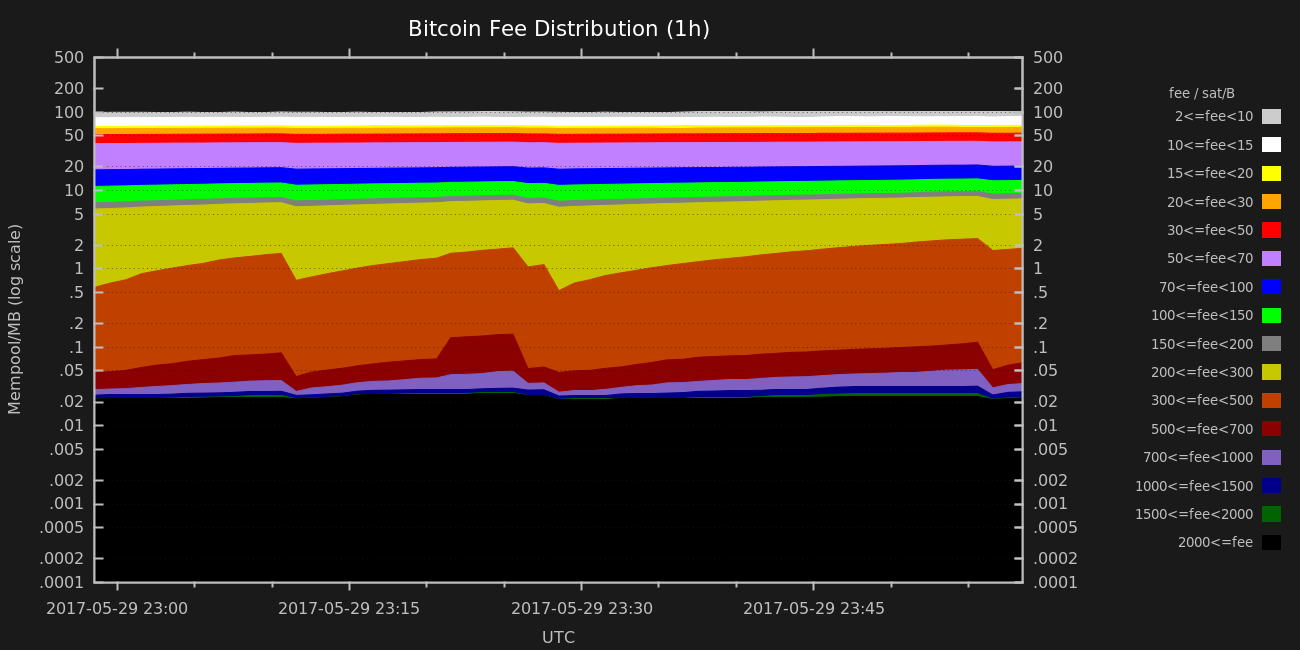 Bitcoin Fee Distribution (1h)
Mempool/MB (log scale)
500
200
100
50
20
10
5
2
1
.5
.2
.1
.05
.02
.01
.005
.002
.001
.0005
.0002
.0001
500
200
100
50
20
10
5
2
1
.5
.2
.1
.05
.02
.01
.005
.002
.001
.0005
.0002
.0001
2017-05-29 23:00
2017-05-29 23:15
2017-05-29 23:30
2017-05-29 23:45
UTC
fee / sat/B
2<=fee<10
10<=fee<15
15<=fee<20
20<=fee<30
30<=fee<50
50<=fee<70
70<=fee<100
100<=fee<150
150<=fee<200
200<=fee<300
300<=fee<500
500<=fee<700
700<=fee<1000
1000<=fee<1500
1500<=fee<2000
2000<=fee